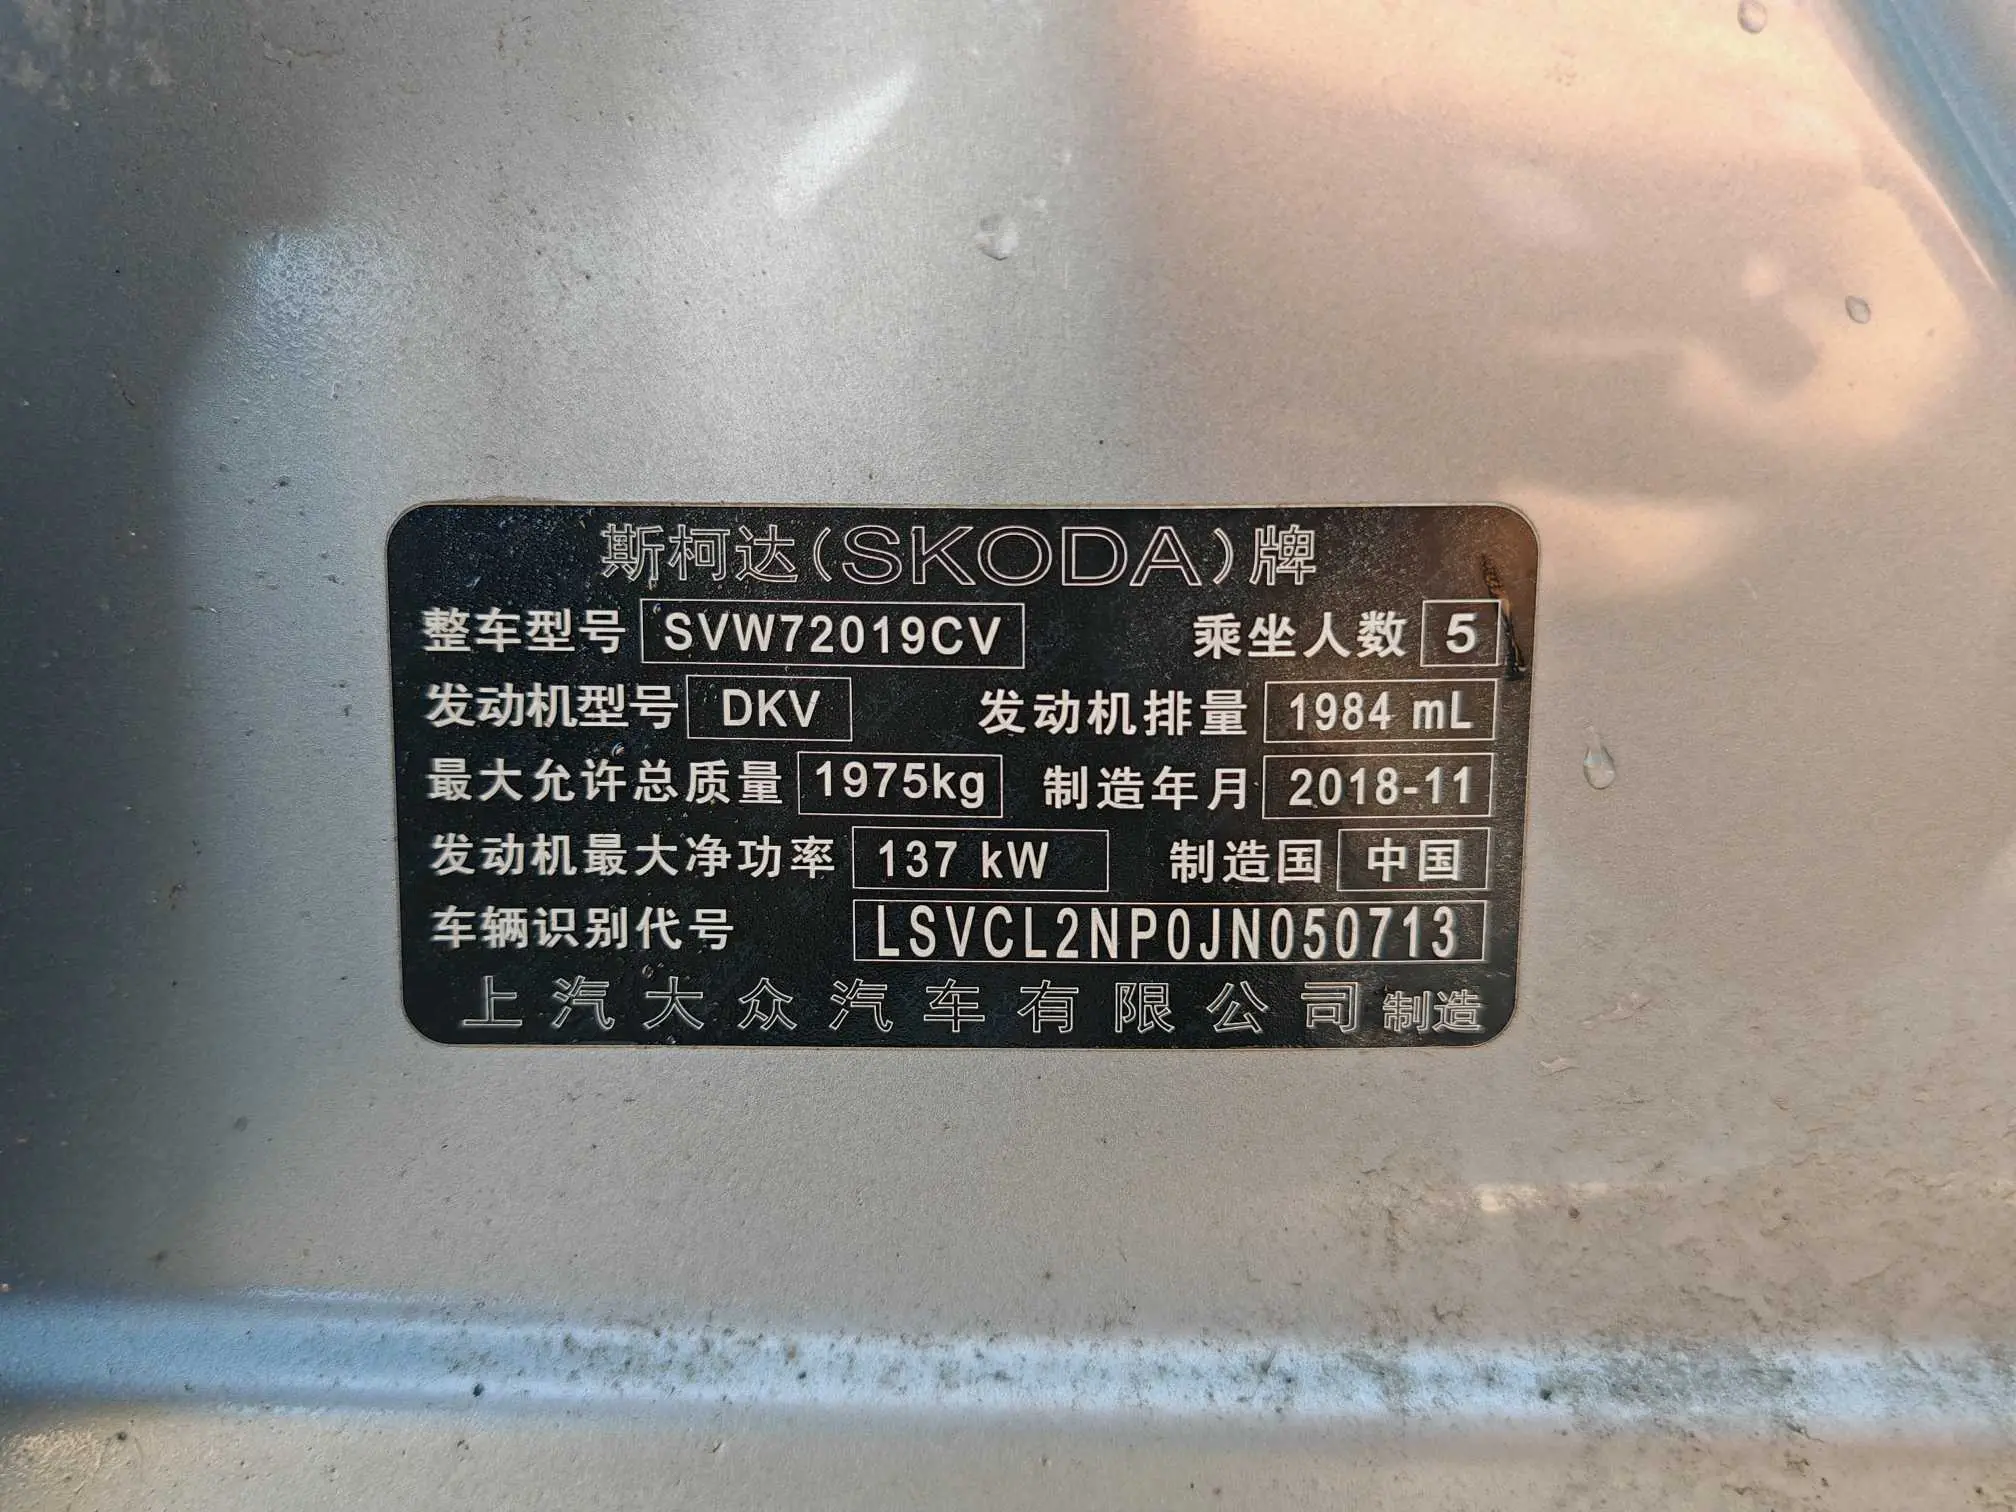 斯柯达(SKODA)牌
整车型号 SVW72019CV 乘坐人数 5
发动机型号 DKV 发动机排量 1984 mL
最大允许总质量 1975kg 制造年月 2018-11
发动机最大净功率 137 kW 制造国 中国
车辆识别代号 LSVCL2NP0JN050713
上汽大众汽车有限公司 制造